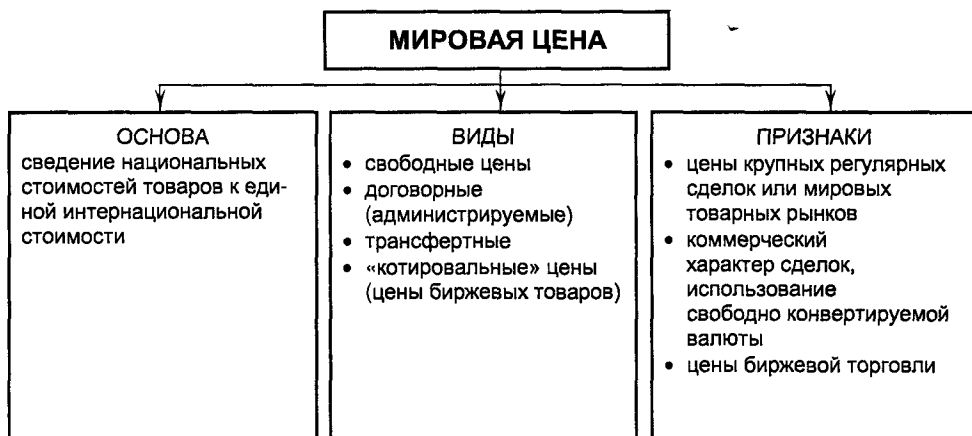 МИРОВАЯ ЦЕНА
ОСНОВА
сведение национальных
стоимостей товаров к еди-
ной интернациональной
стоимости
ВИДЫ
• свободные цены
• договорные
(администрируемые)
• трансфертные
• «котировальные» цены
(цены биржевых товаров)
ПРИЗНАКИ
• цены крупных регулярных
сделок или мировых
товарных рынков
• коммерческий
характер сделок,
использование
свободно конвертируемой
валюты
• цены биржевой торговли